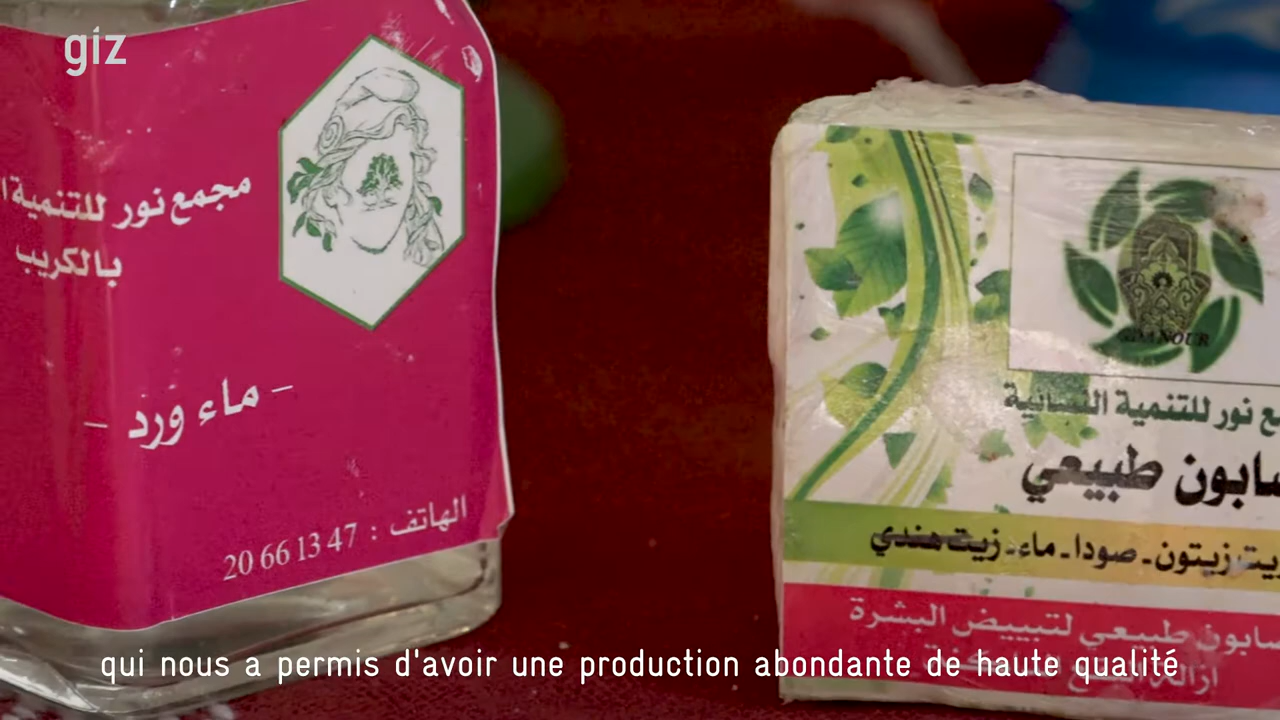 giz
مجمع نور للتنمية
بالكريب
- ماء ورد -
الهاتف : 47 13 66 20
GDANOUR
نور للتنمية النسائية
صابون طبيعي
زيت زيتون - صودا - ماء - زيت هندي
صابون طبيعي لتبييض البشرة
qui nous a permis d'avoir une production abondante de haute qualité